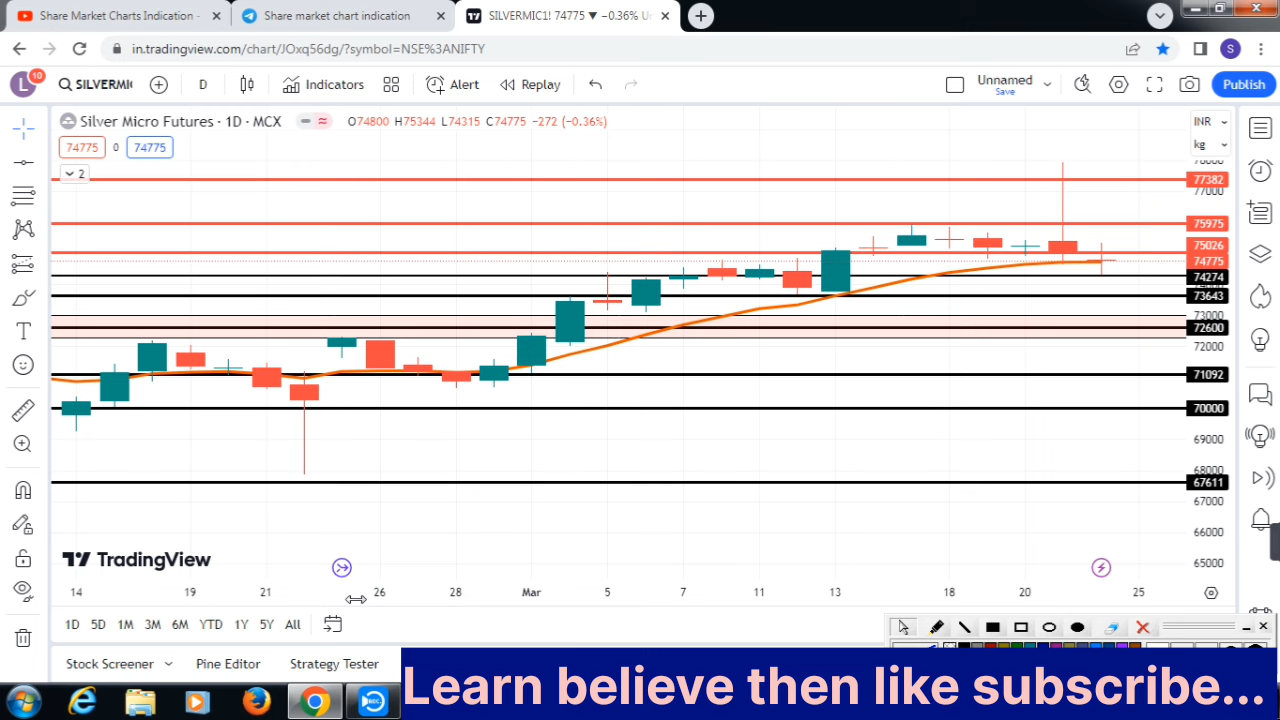 Share Market Charts Indication -
Share market chart indication
SILVERMIC1! 74775 ▼ −0.36% Un
in.tradingview.com/chart/JOxq56dg/?symbol=NSE%3ANIFTY
S
L
10
SILVERMIC
D
Indicators
Alert
Replay
Unnamed
Save
Publish
Silver Micro Futures · 1D · MCX
O74800 H75344 L74315 C74775 −272 (−0.36%)
INR
kg
74775
0
74775
2
78000
77382
77000
75975
75026
74775
74274
73643
73000
72600
72000
71092
70000
69000
68000
67611
67000
66000
65000
TradingView
14
19
21
26
28
Mar
5
7
11
13
18
20
25
1D
5D
1M
3M
6M
YTD
1Y
5Y
All
Stock Screener
Pine Editor
Strategy Tester
REC
Learn believe then like subscribe...